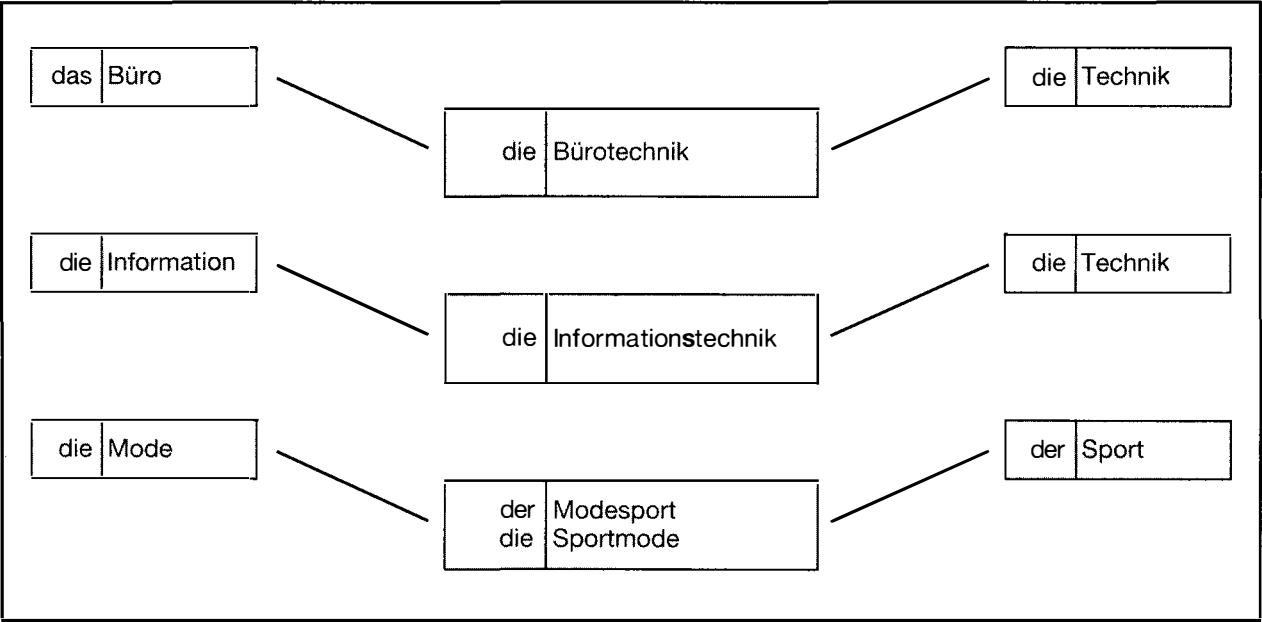 das Büro
die Technik
die Bürotechnik
die Information
die Technik
die Informationstechnik
die Mode
der Sport
der Modesport
die Sportmode